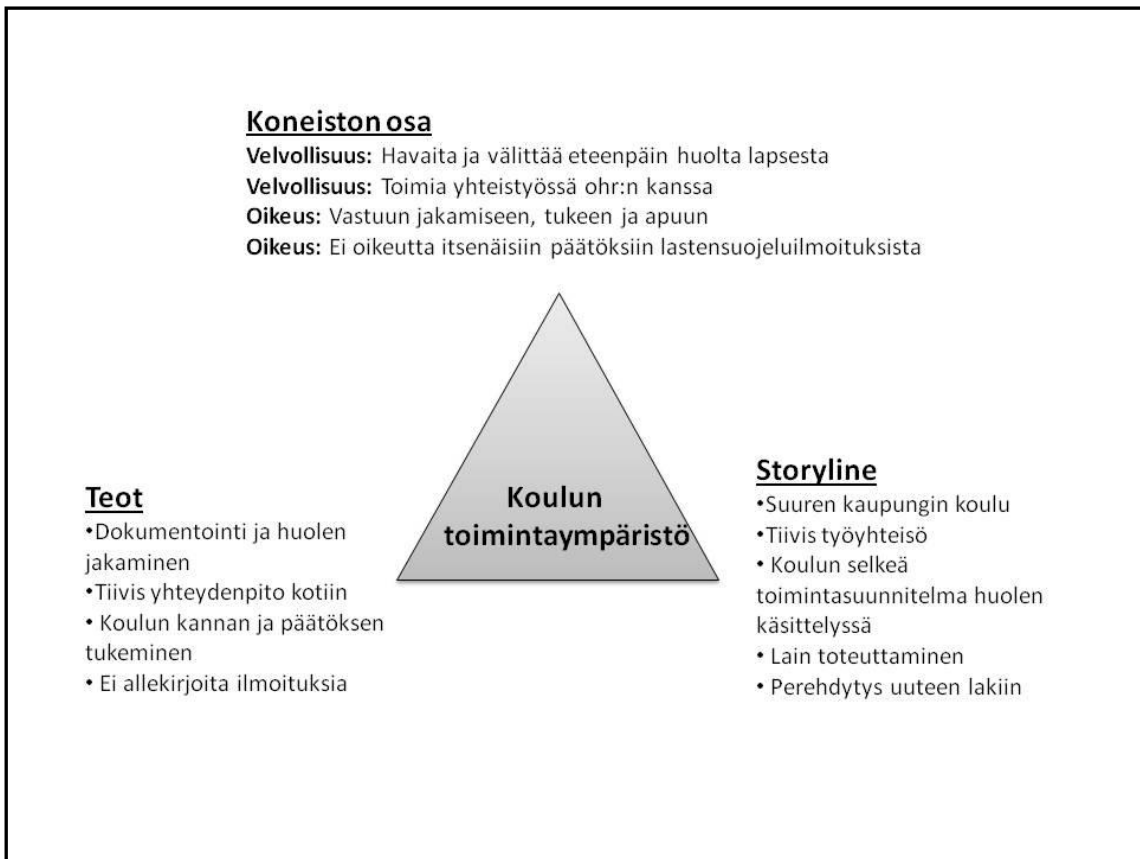 Koneiston osa
Velvollisuus: Havaita ja välittää eteenpäin huolta lapsesta
Velvollisuus: Toimia yhteistyössä ohr:n kanssa
Oikeus: Vastuun jakamiseen, tukeen ja apuun
Oikeus: Ei oikeutta itsenäisiin päätöksiin lastensuojeluilmoituksista
Koulun
toimintaympäristö
Teot
•Dokumentointi ja huolen
jakaminen
•Tiivis yhteydenpito kotiin
• Koulun kannan ja päätöksen
tukeminen
• Ei allekirjoita ilmoituksia
Storyline
•Suuren kaupungin koulu
•Tiivis työyhteisö
• Koulun selkeä
toimintasuunnitelma huolen
käsittelyssä
• Lain toteuttaminen
• Perehdytys uuteen lakiin